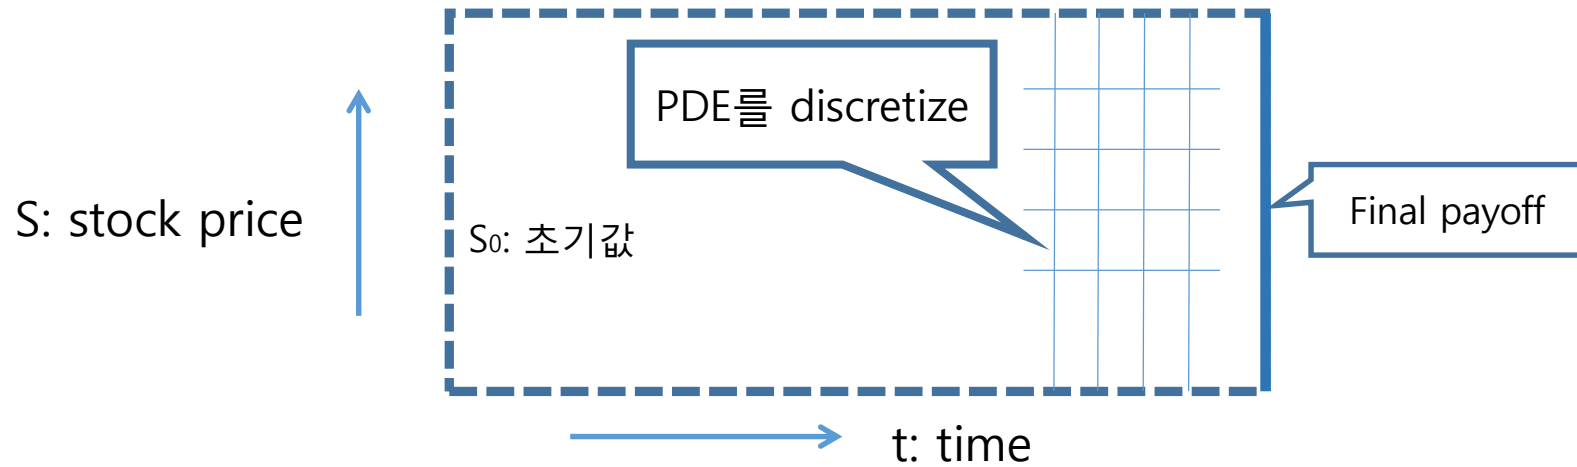 PDE를 discretize
S: stock price
S₀: 초기값
Final payoff
t: time